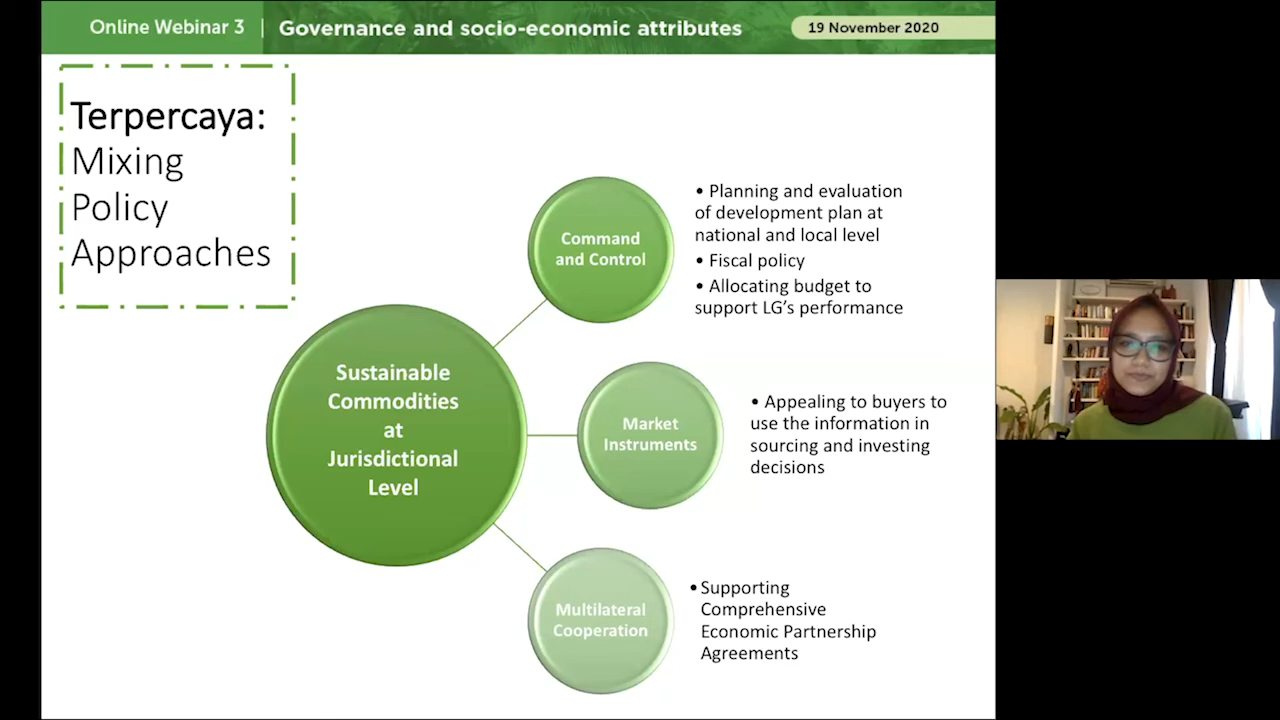 Online Webinar 3 | Governance and socio-economic attributes
19 November 2020
Terpercaya:
Mixing
Policy
Approaches
Sustainable
Commodities
at
Jurisdictional
Level
Command
and Control
• Planning and evaluation
of development plan at
national and local level
• Fiscal policy
• Allocating budget to
support LG’s performance
Market
Instruments
• Appealing to buyers to
use the information in
sourcing and investing
decisions
Multilateral
Cooperation
• Supporting
Comprehensive
Economic Partnership
Agreements